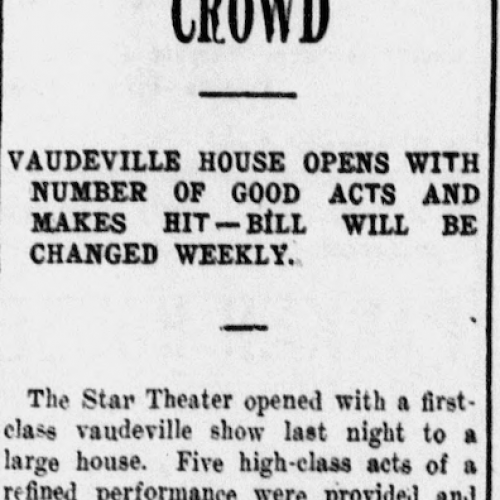 CROWD
VAUDEVILLE HOUSE OPENS WITH
NUMBER OF GOOD ACTS AND
MAKES HIT—BILL WILL BE
CHANGED WEEKLY.
The Star Theater opened with a first-
class vaudeville show last night to a
large house. Five high-class acts of a
refined performance were provided and